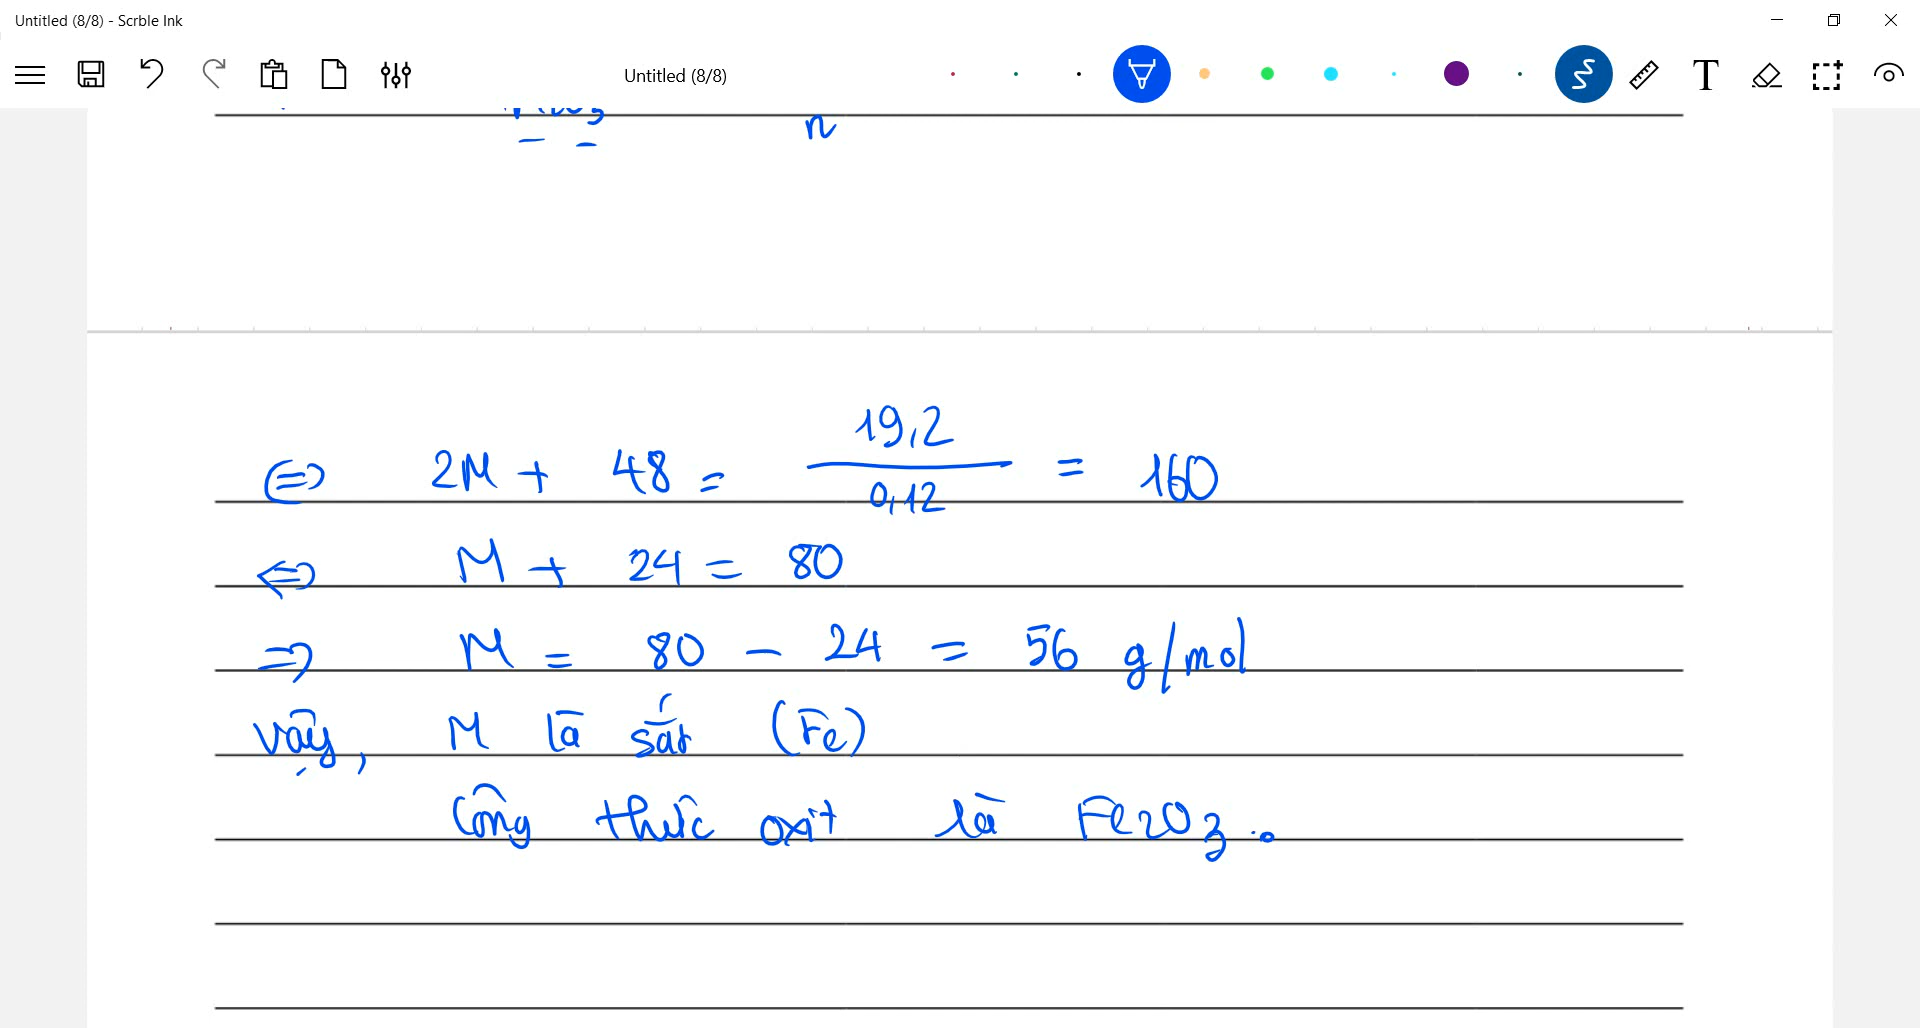 Untitled (8/8) - Scrble Ink
Untitled (8/8)
T
n
⇔ 2M + 48 = 19,2 / 0,12 = 160
⇔ M + 24 = 80
⇒ M = 80 - 24 = 56 g/mol
Vậy, M là sắt (Fe)
Công thức oxit là Fe2O3.